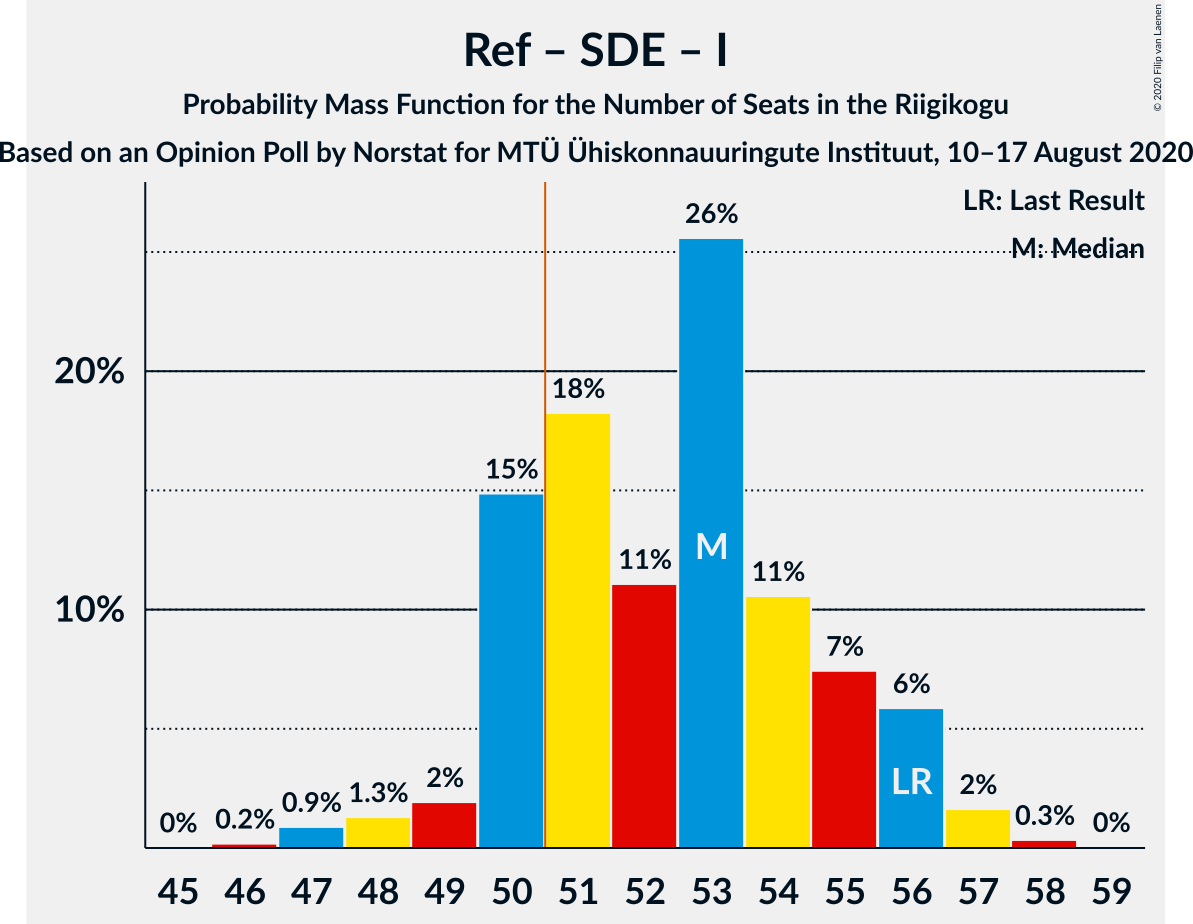 Ref – SDE – I
Probability Mass Function for the Number of Seats in the Riigikogu
Based on an Opinion Poll by Norstat for MTÜ Ühiskonnauuringute Instituut, 10–17 August 2020
© 2020 Filip van Laenen
LR: Last Result
M: Median
26%
20%
18%
15%
M
11%
11%
10%
7%
6%
LR
2%
2%
1.3%
0.9%
0.3%
0.2%
0%
0%
45 46 47 48 49 50 51 52 53 54 55 56 57 58 59